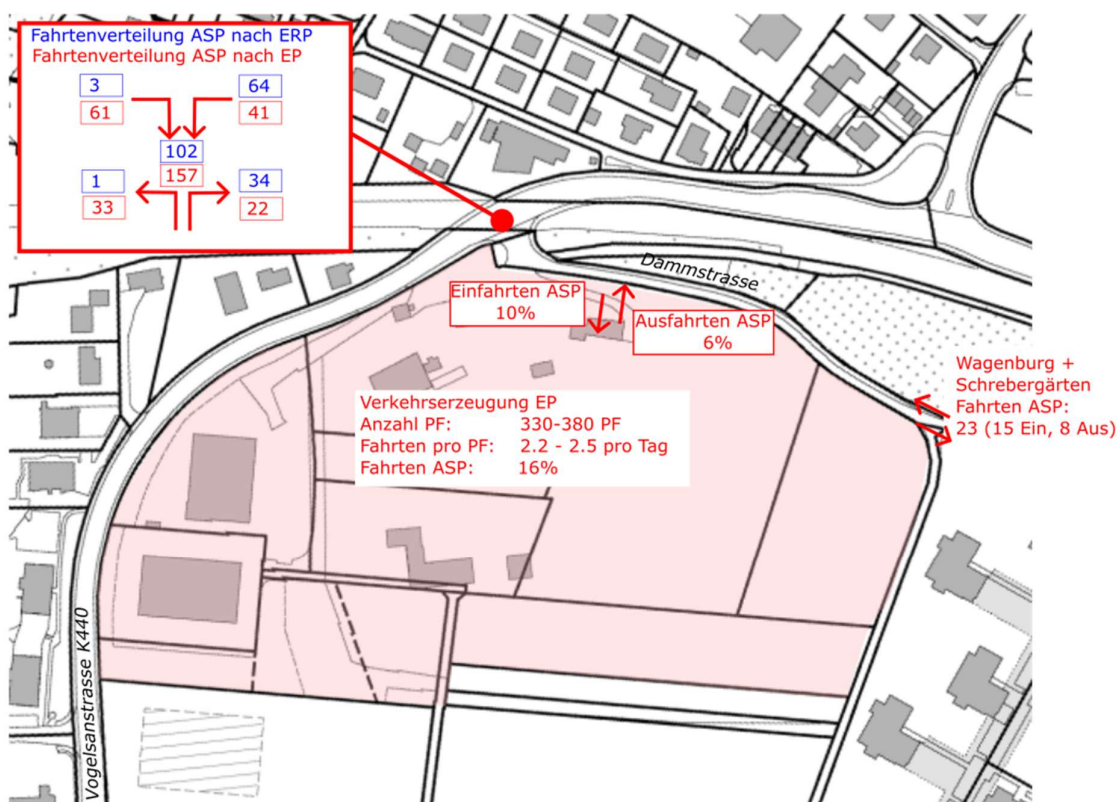 Fahrtenverteilung ASP nach ERP
Fahrtenverteilung ASP nach EP
3
64
61
41
102
157
1
34
33
22
Dammstrasse
Einfahrten ASP
10%
Ausfahrten ASP
6%
Wagenburg +
Schrebergärten
Fahrten ASP:
23 (15 Ein, 8 Aus)
Verkehrserzeugung EP
Anzahl PF: 330-380 PF
Fahrten pro PF: 2.2 - 2.5 pro Tag
Fahrten ASP: 16%
Vogelsanstrasse K440